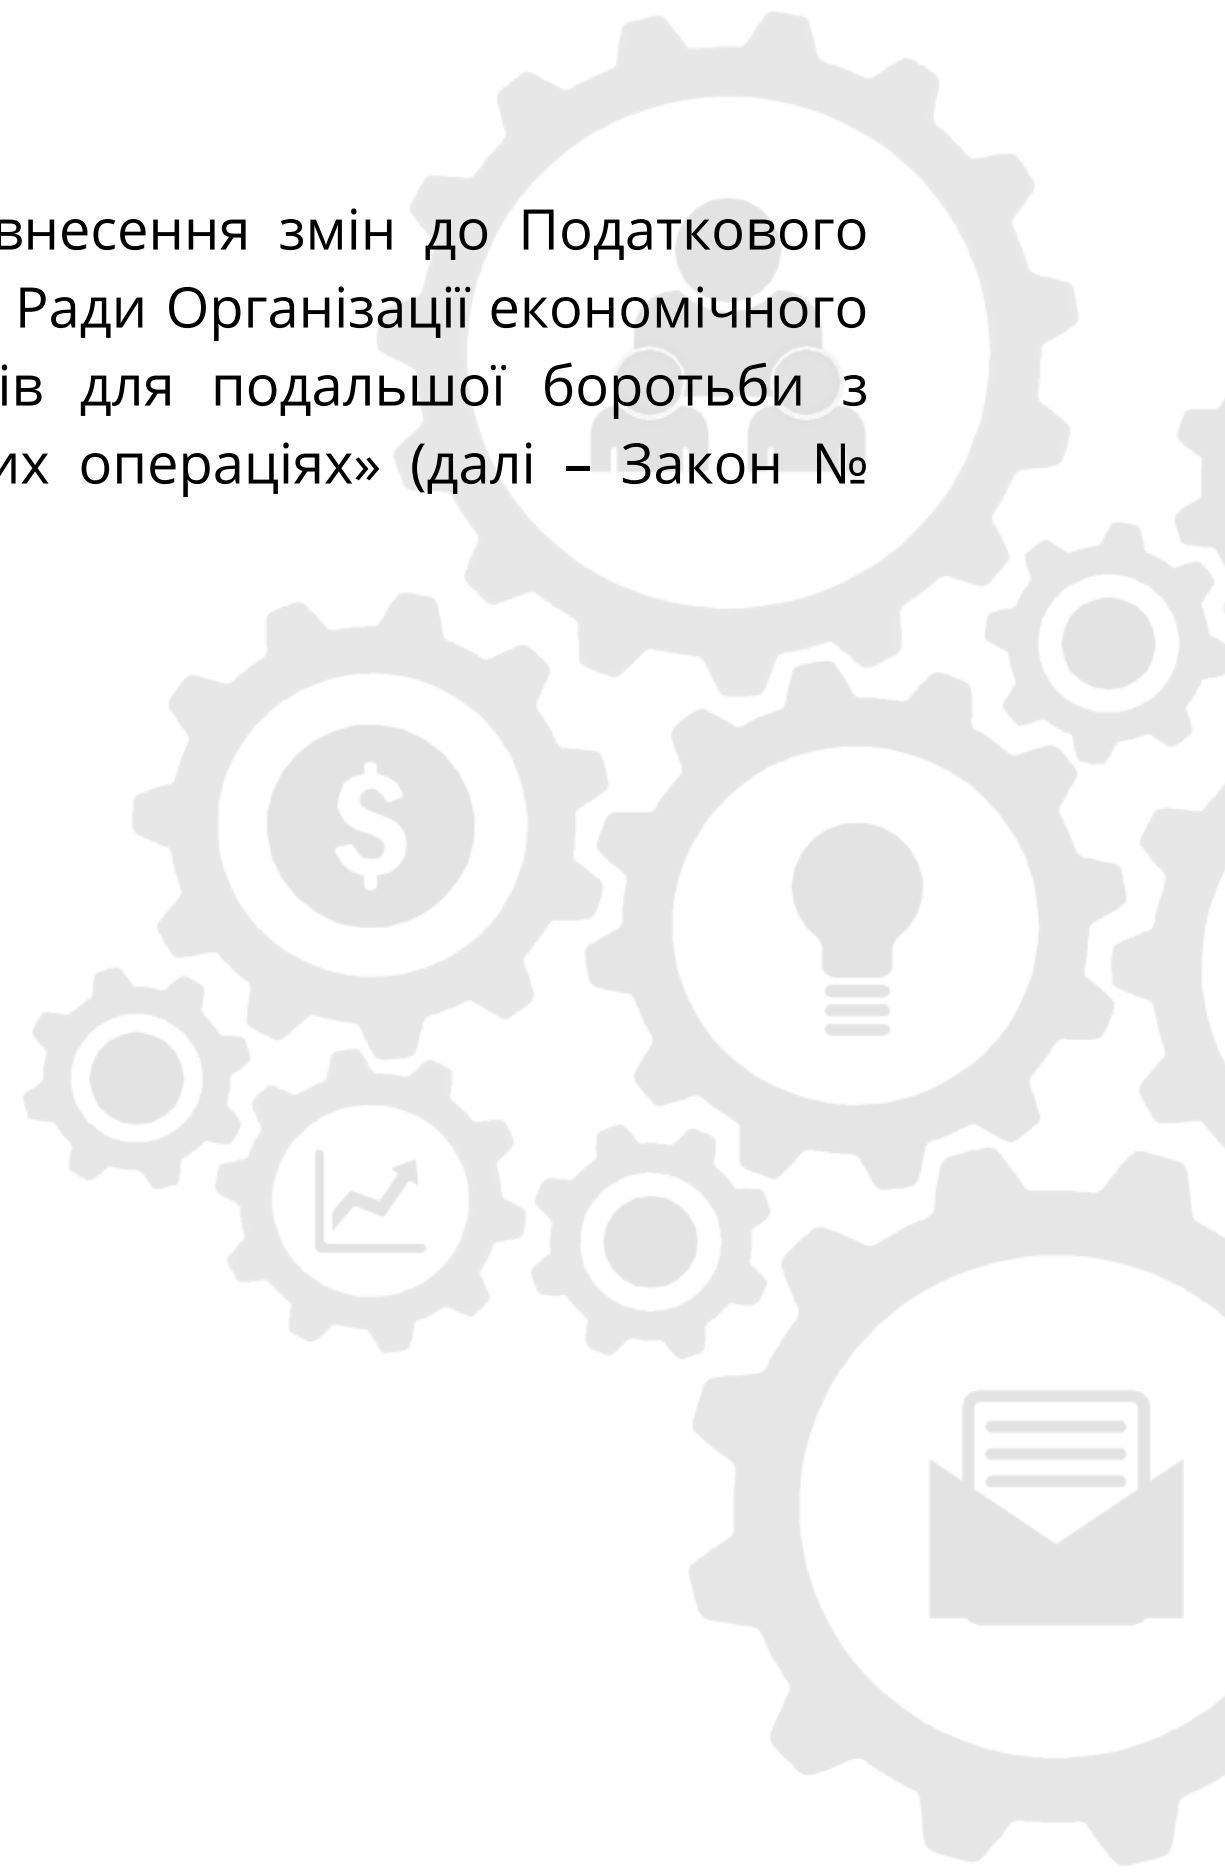 внесення змін до Податкового
Ради Організації економічного
ів для подальшої боротьби з
их операціях» (далі – Закон №